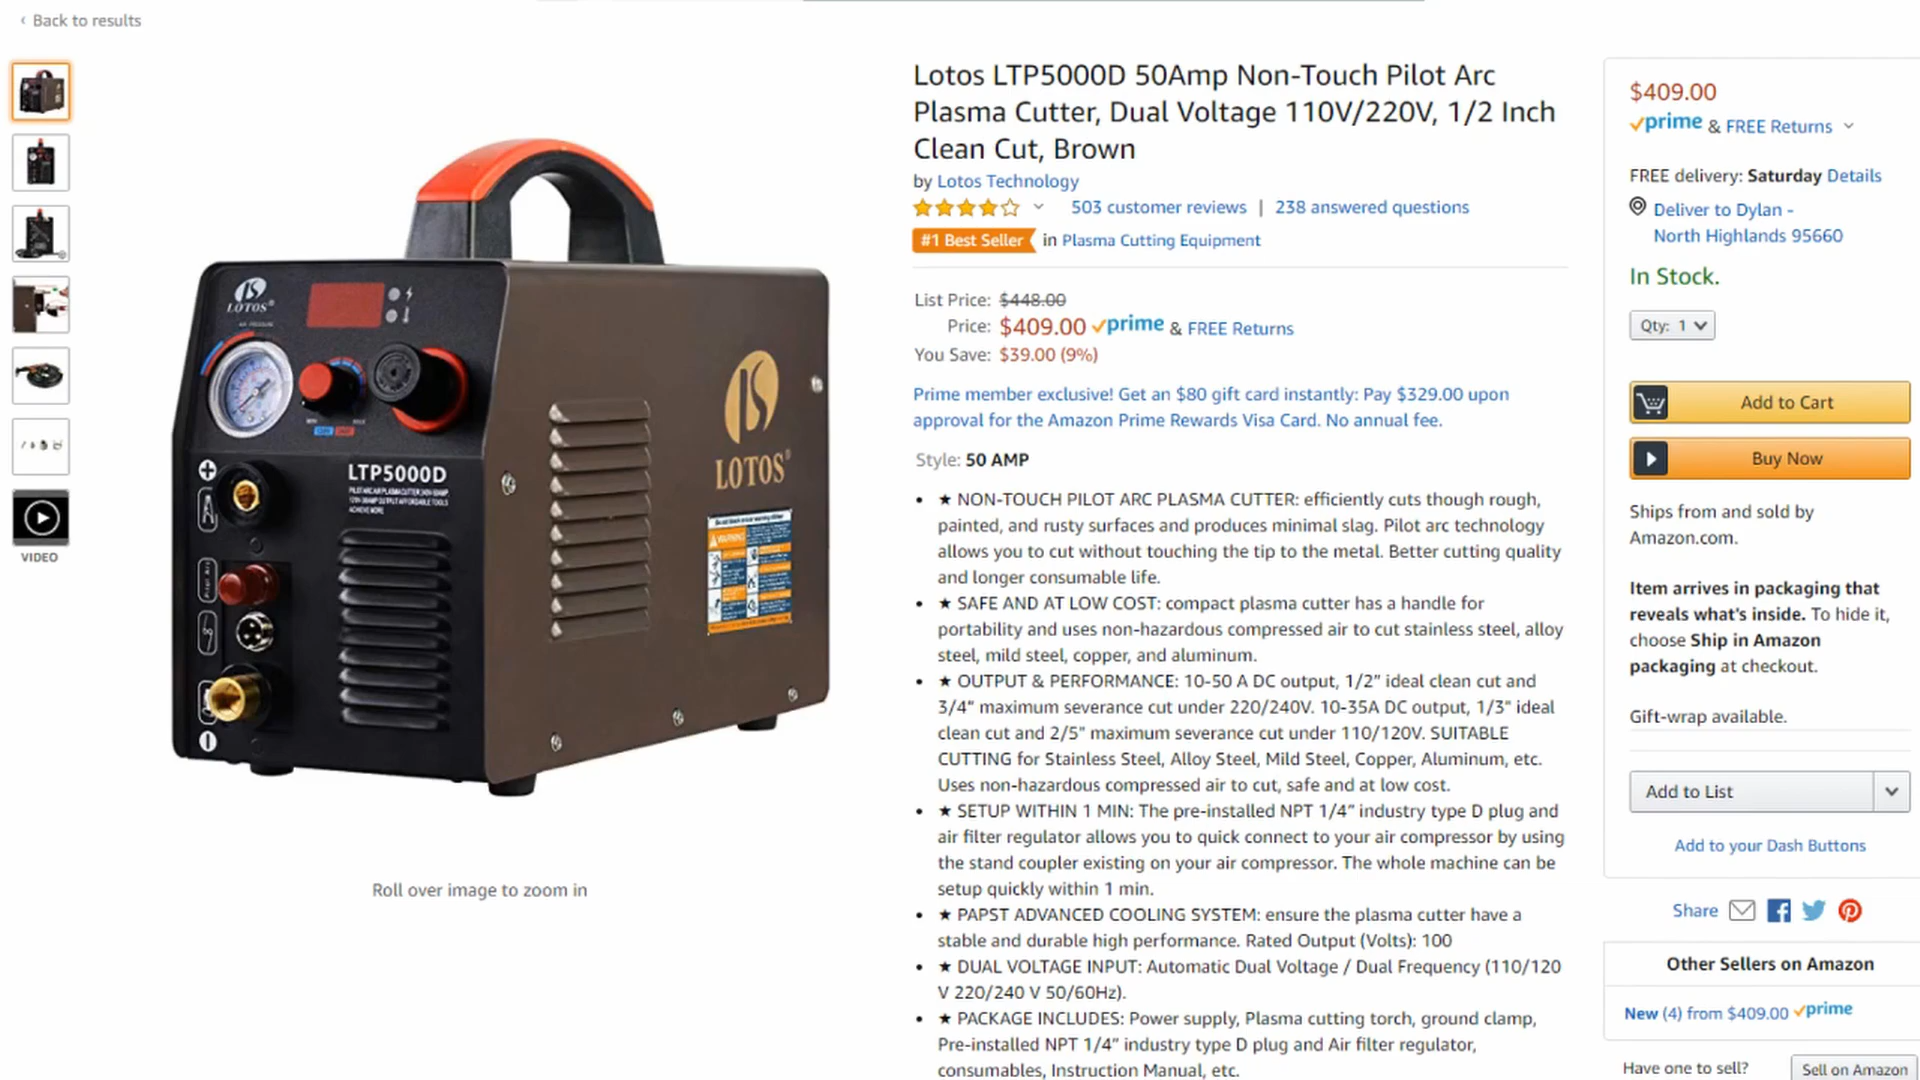 ‹ Back to results
VIDEO
LOTOS
AIR PRESSURE
LTP5000D
LOTOS
WARNING
Roll over image to zoom in
Lotos LTP5000D 50Amp Non-Touch Pilot Arc
Plasma Cutter, Dual Voltage 110V/220V, 1/2 Inch
Clean Cut, Brown
by Lotos Technology
503 customer reviews | 238 answered questions
#1 Best Seller in Plasma Cutting Equipment
List Price: $448.00
Price: $409.00 prime & FREE Returns
You Save: $39.00 (9%)
Prime member exclusive! Get an $80 gift card instantly: Pay $329.00 upon
approval for the Amazon Prime Rewards Visa Card. No annual fee.
Style: 50 AMP
• ★ NON-TOUCH PILOT ARC PLASMA CUTTER: efficiently cuts though rough,
painted, and rusty surfaces and produces minimal slag. Pilot arc technology
allows you to cut without touching the tip to the metal. Better cutting quality
and longer consumable life.
• ★ SAFE AND AT LOW COST: compact plasma cutter has a handle for
portability and uses non-hazardous compressed air to cut stainless steel, alloy
steel, mild steel, copper, and aluminum.
• ★ OUTPUT & PERFORMANCE: 10-50 A DC output, 1/2” ideal clean cut and
3/4” maximum severance cut under 220/240V. 10-35A DC output, 1/3” ideal
clean cut and 2/5” maximum severance cut under 110/120V. SUITABLE
CUTTING for Stainless Steel, Alloy Steel, Mild Steel, Copper, Aluminum, etc.
Uses non-hazardous compressed air to cut, safe and at low cost.
• ★ SETUP WITHIN 1 MIN: The pre-installed NPT 1/4” industry type D plug and
air filter regulator allows you to quick connect to your air compressor by using
the stand coupler existing on your air compressor. The whole machine can be
setup quickly within 1 min.
• ★ PAPST ADVANCED COOLING SYSTEM: ensure the plasma cutter have a
stable and durable high performance. Rated Output (Volts): 100
• ★ DUAL VOLTAGE INPUT: Automatic Dual Voltage / Dual Frequency (110/120
V 220/240 V 50/60Hz).
• ★ PACKAGE INCLUDES: Power supply, Plasma cutting torch, ground clamp,
Pre-installed NPT 1/4” industry type D plug and Air filter regulator,
consumables, Instruction Manual, etc.
$409.00
prime & FREE Returns
FREE delivery: Saturday Details
Deliver to Dylan -
North Highlands 95660
In Stock.
Qty: 1
Add to Cart
Buy Now
Ships from and sold by
Amazon.com.
Item arrives in packaging that
reveals what's inside. To hide it,
choose Ship in Amazon
packaging at checkout.
Gift-wrap available.
Add to List
Add to your Dash Buttons
Share
Other Sellers on Amazon
New (4) from $409.00 prime
Have one to sell? Sell on Amazon